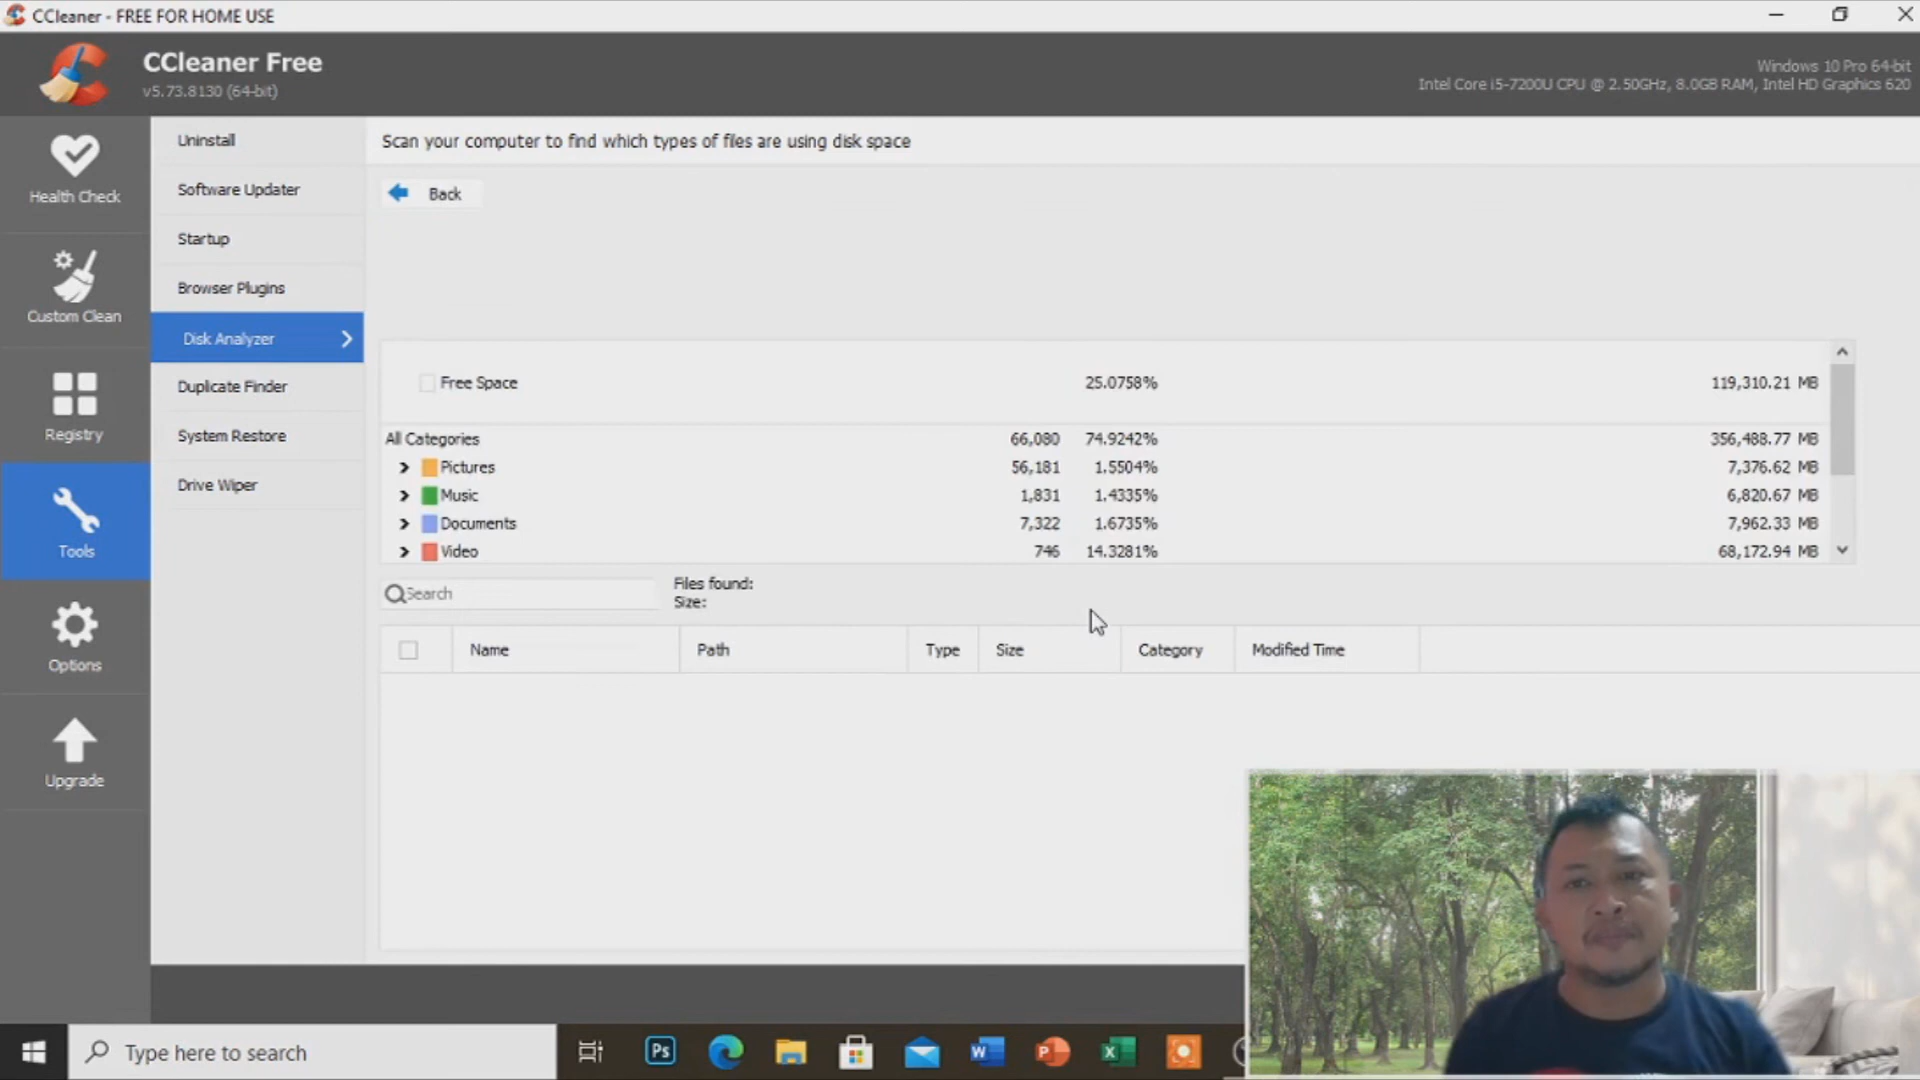 CCleaner - FREE FOR HOME USE
CCleaner Free
v5.73.8130 (64-bit)
Windows 10 Pro 64-bit
Intel Core i5-7200U CPU @ 2.50GHz, 8.0GB RAM, Intel HD Graphics 620
Health Check
Custom Clean
Registry
Tools
Options
Upgrade
Uninstall
Software Updater
Startup
Browser Plugins
Disk Analyzer
Duplicate Finder
System Restore
Drive Wiper
Scan your computer to find which types of files are using disk space
Back
Free Space 25.0758% 119,310.21 MB
All Categories 66,080 74.9242% 356,488.77 MB
Pictures 56,181 1.5504% 7,376.62 MB
Music 1,831 1.4335% 6,820.67 MB
Documents 7,322 1.6735% 7,962.33 MB
Video 746 14.3281% 68,172.94 MB
Search
Files found:
Size:
Name Path Type Size Category Modified Time
Type here to search
Ps
W
P
X